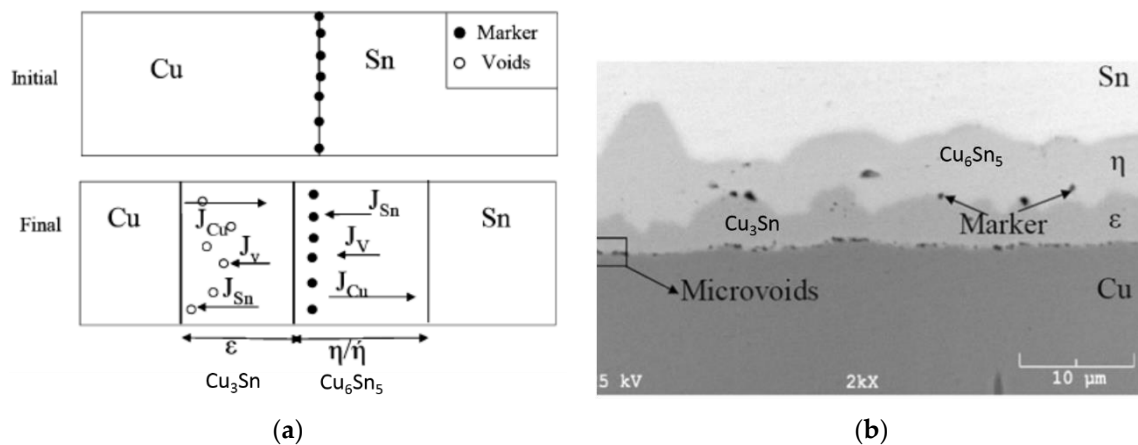 Initial
Cu
Sn
● Marker
○ Voids
Final
Cu
J_Cu
J_v
J_Sn
J_Sn
J_V
J_Cu
Sn
ε
η/ή
Cu₃Sn
Cu₆Sn₅
(a)
Sn
Cu₆Sn₅
η
Cu₃Sn
Marker
ε
Microvoids
Cu
5 kV
2kX
10 μm
(b)